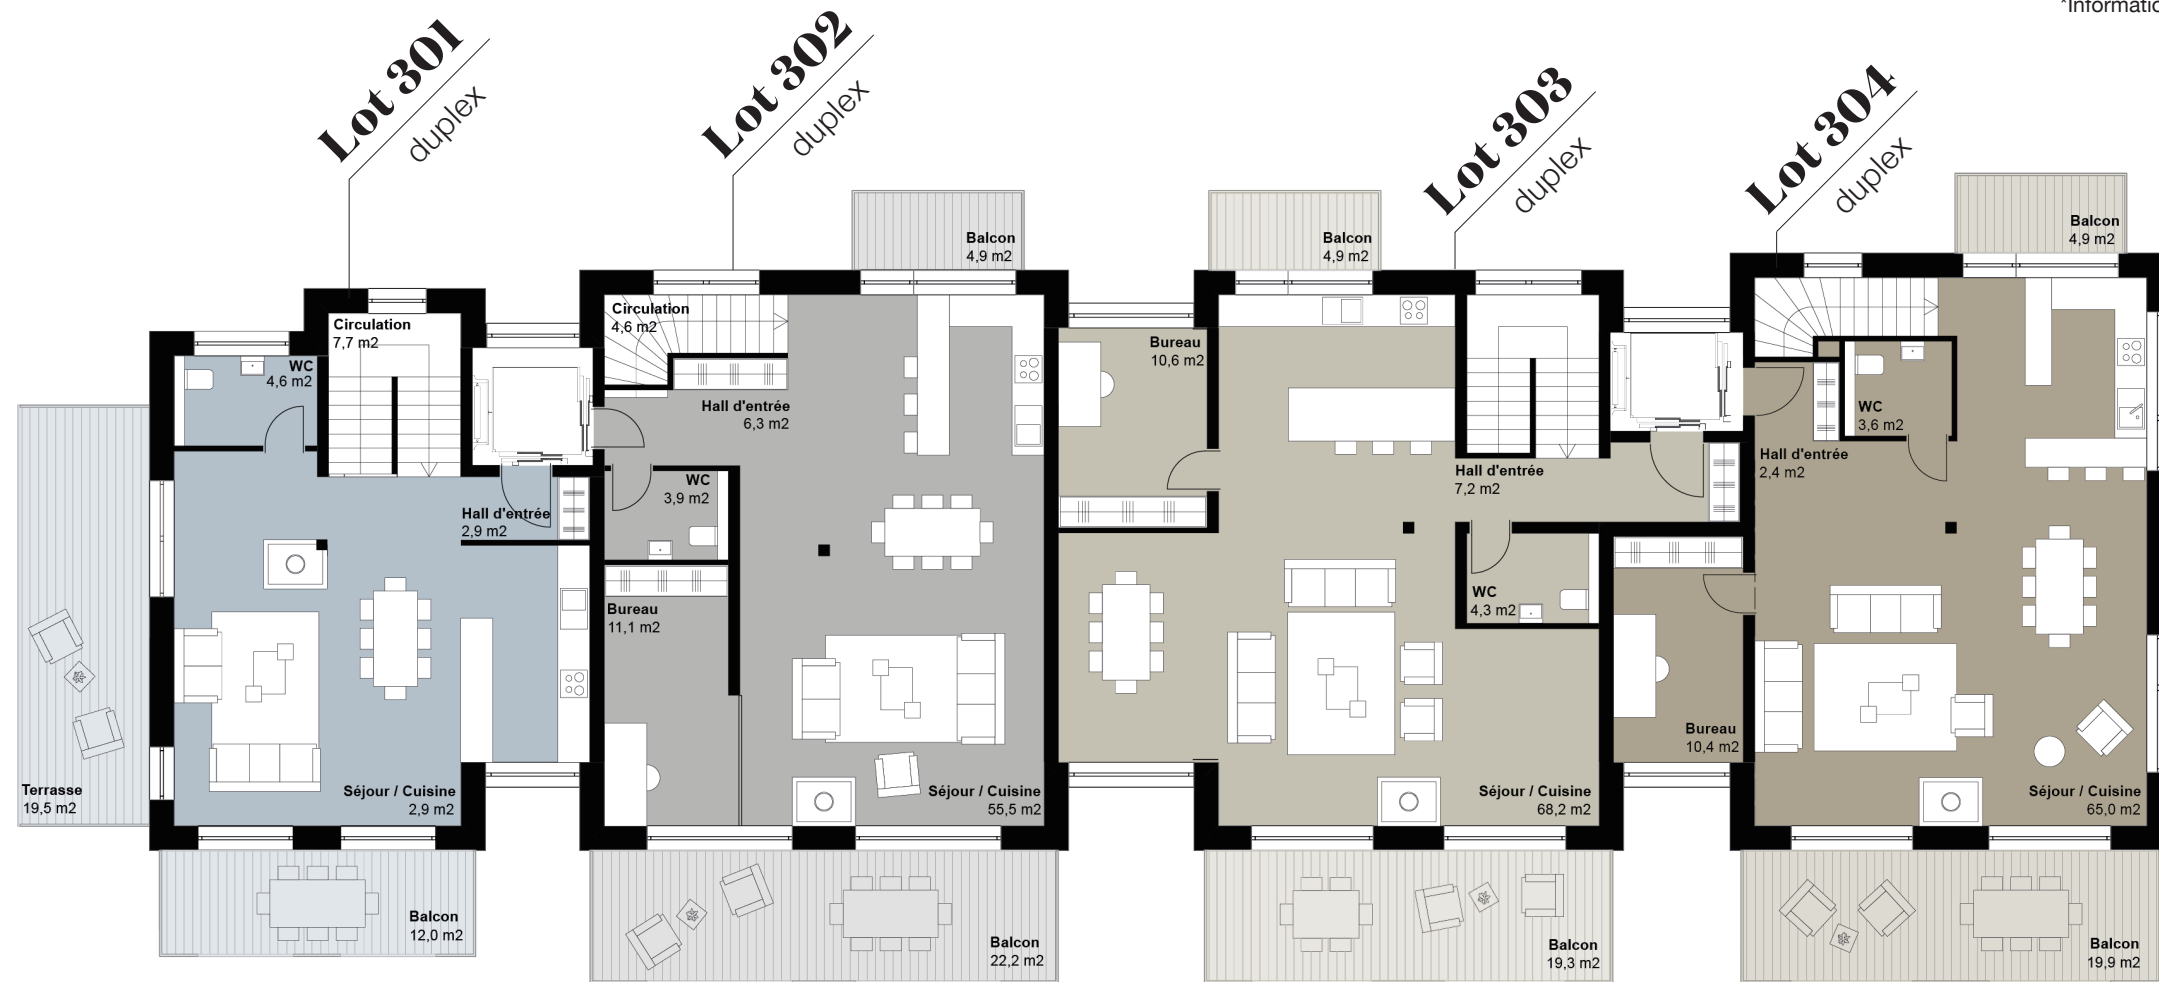 *Informatio
Lot 301
duplex
Lot 302
duplex
Lot 303
duplex
Lot 304
duplex
Circulation
7,7 m2
WC
4,6 m2
Hall d'entrée
2,9 m2
Séjour / Cuisine
2,9 m2
Terrasse
19,5 m2
Balcon
12,0 m2
Balcon
4,9 m2
Circulation
4,6 m2
Hall d'entrée
6,3 m2
WC
3,9 m2
Bureau
11,1 m2
Séjour / Cuisine
55,5 m2
Balcon
22,2 m2
Balcon
4,9 m2
Bureau
10,6 m2
Hall d'entrée
7,2 m2
WC
4,3 m2
Séjour / Cuisine
68,2 m2
Balcon
19,3 m2
Balcon
4,9 m2
WC
3,6 m2
Hall d'entrée
2,4 m2
Bureau
10,4 m2
Séjour / Cuisine
65,0 m2
Balcon
19,9 m2